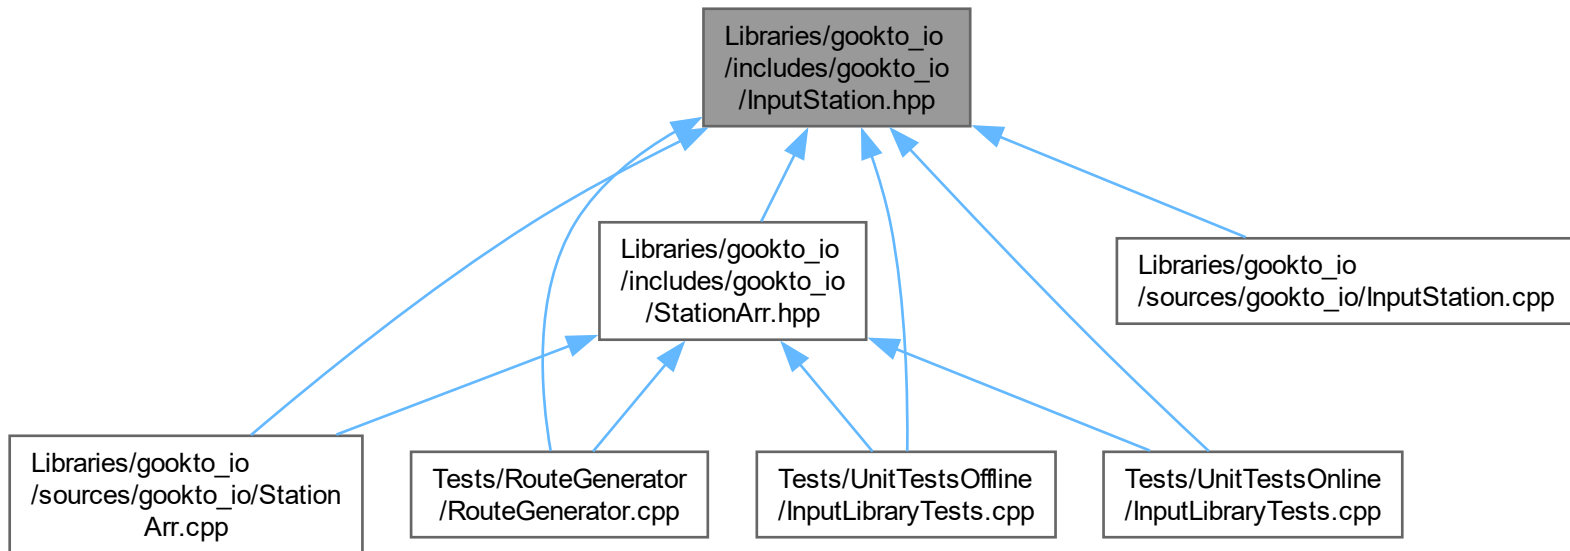 Libraries/gookto_io
/includes/gookto_io
/InputStation.hpp
Libraries/gookto_io
/includes/gookto_io
/StationArr.hpp
Libraries/gookto_io
/sources/gookto_io/InputStation.cpp
Libraries/gookto_io
/sources/gookto_io/Station
Arr.cpp
Tests/RouteGenerator
/RouteGenerator.cpp
Tests/UnitTestsOffline
/InputLibraryTests.cpp
Tests/UnitTestsOnline
/InputLibraryTests.cpp